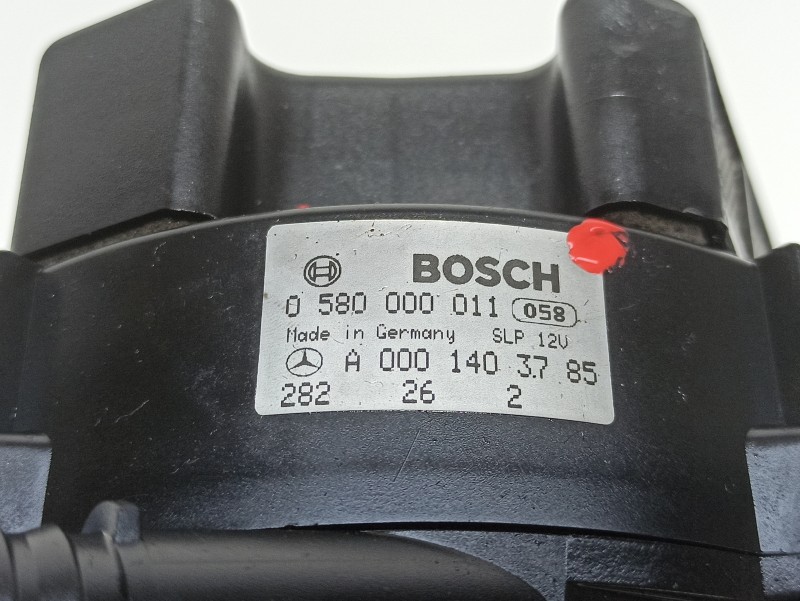 BOSCH
0 580 000 011 058
Made in Germany SLP 12V
A 000 140 37 85
282 26 2